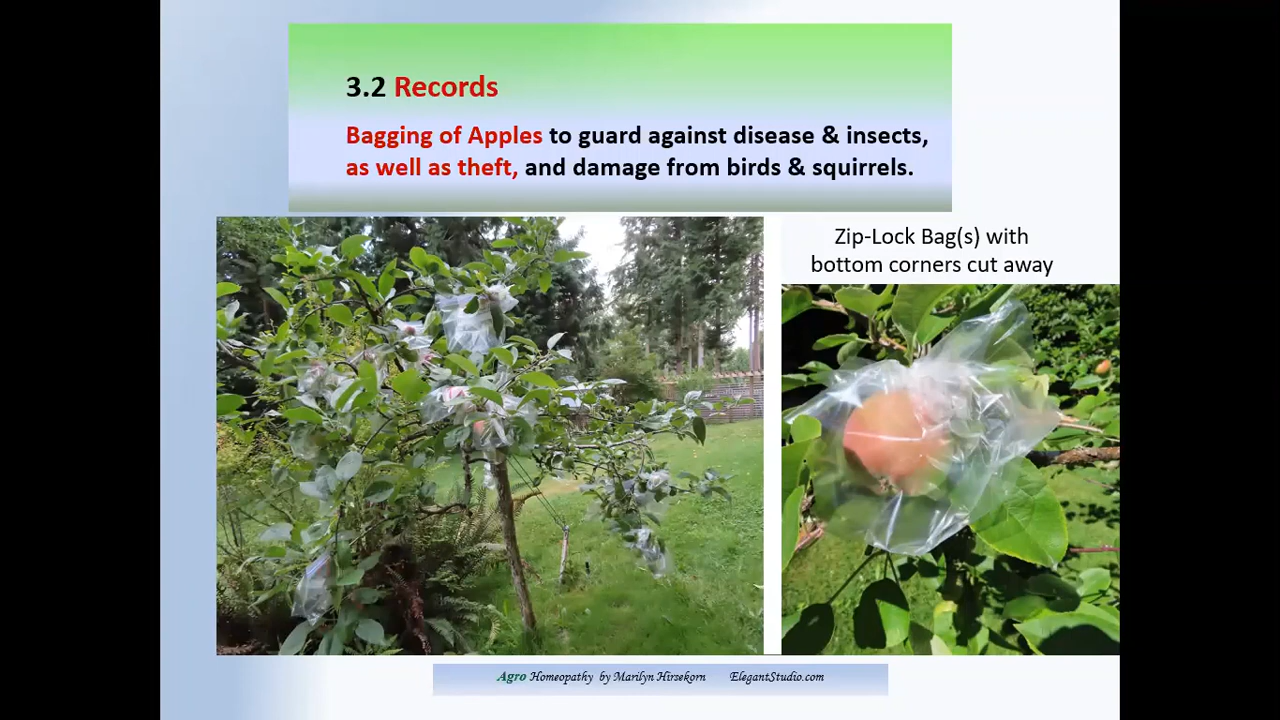 3.2 Records
Bagging of Apples to guard against disease & insects,
as well as theft, and damage from birds & squirrels.
Zip-Lock Bag(s) with
bottom corners cut away
Agro Homeopathy by Marilyn Hirsekorn ElegantStudio.com